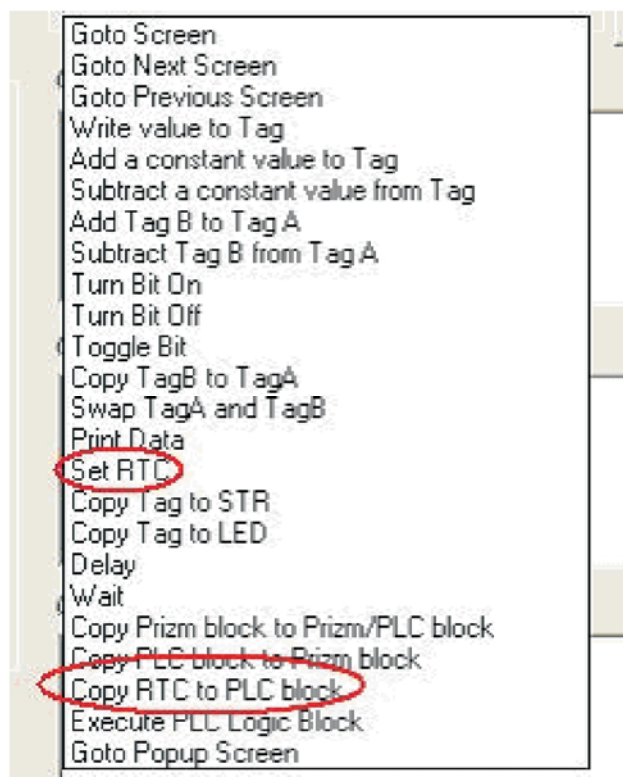 Goto Screen
Goto Next Screen
Goto Previous Screen
Write value to Tag
Add a constant value to Tag
Subtract a constant value from Tag
Add Tag B to Tag A
Subtract Tag B from Tag A
Turn Bit On
Turn Bit Off
Toggle Bit
Copy TagB to TagA
Swap TagA and TagB
Print Data
Set RTC
Copy Tag to STR
Copy Tag to LED
Delay
Wait
Copy Prizm block to Prizm/PLC block
Copy PLC block to Prizm block
Copy RTC to PLC block
Execute PLC Logic Block
Goto Popup Screen